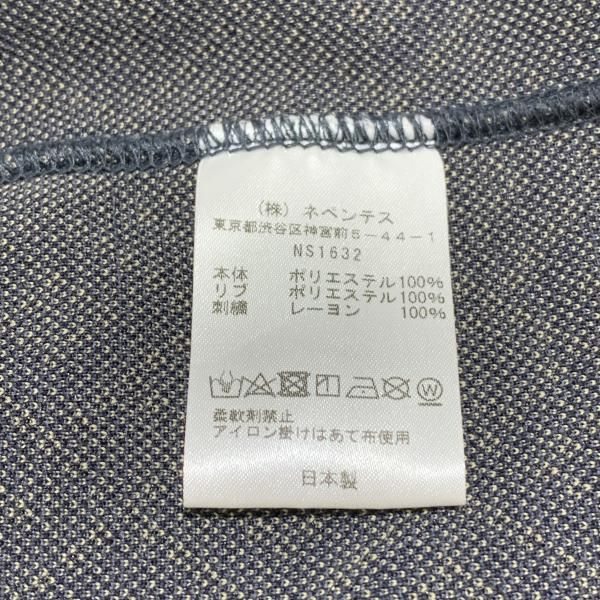 (株) ネペンテス
東京都渋谷区神宮前5-44-1
NS1632
本体 ポリエステル100%
リブ ポリエステル100%
刺繍 レーヨン 100%
柔軟剤禁止
アイロン掛けはあて布使用
日本製